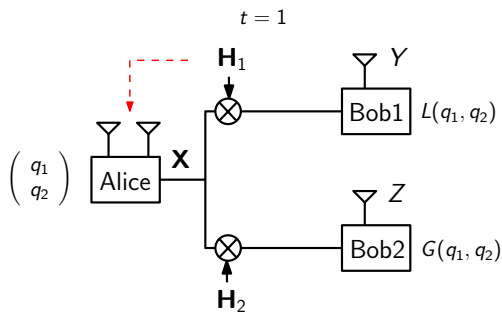 t = 1
H₁
Y
Bob1
L(q₁, q₂)
( q₁
q₂ )
Alice
X
Z
Bob2
G(q₁, q₂)
H₂